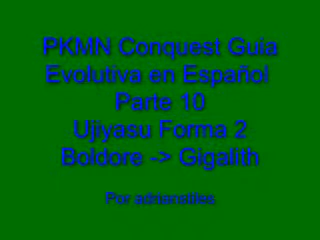 PKMN Conquest Guia
Evolutiva en Español
Parte 10
Ujiyasu Forma 2
Boldore -> Gigalith
Por adrianstiles